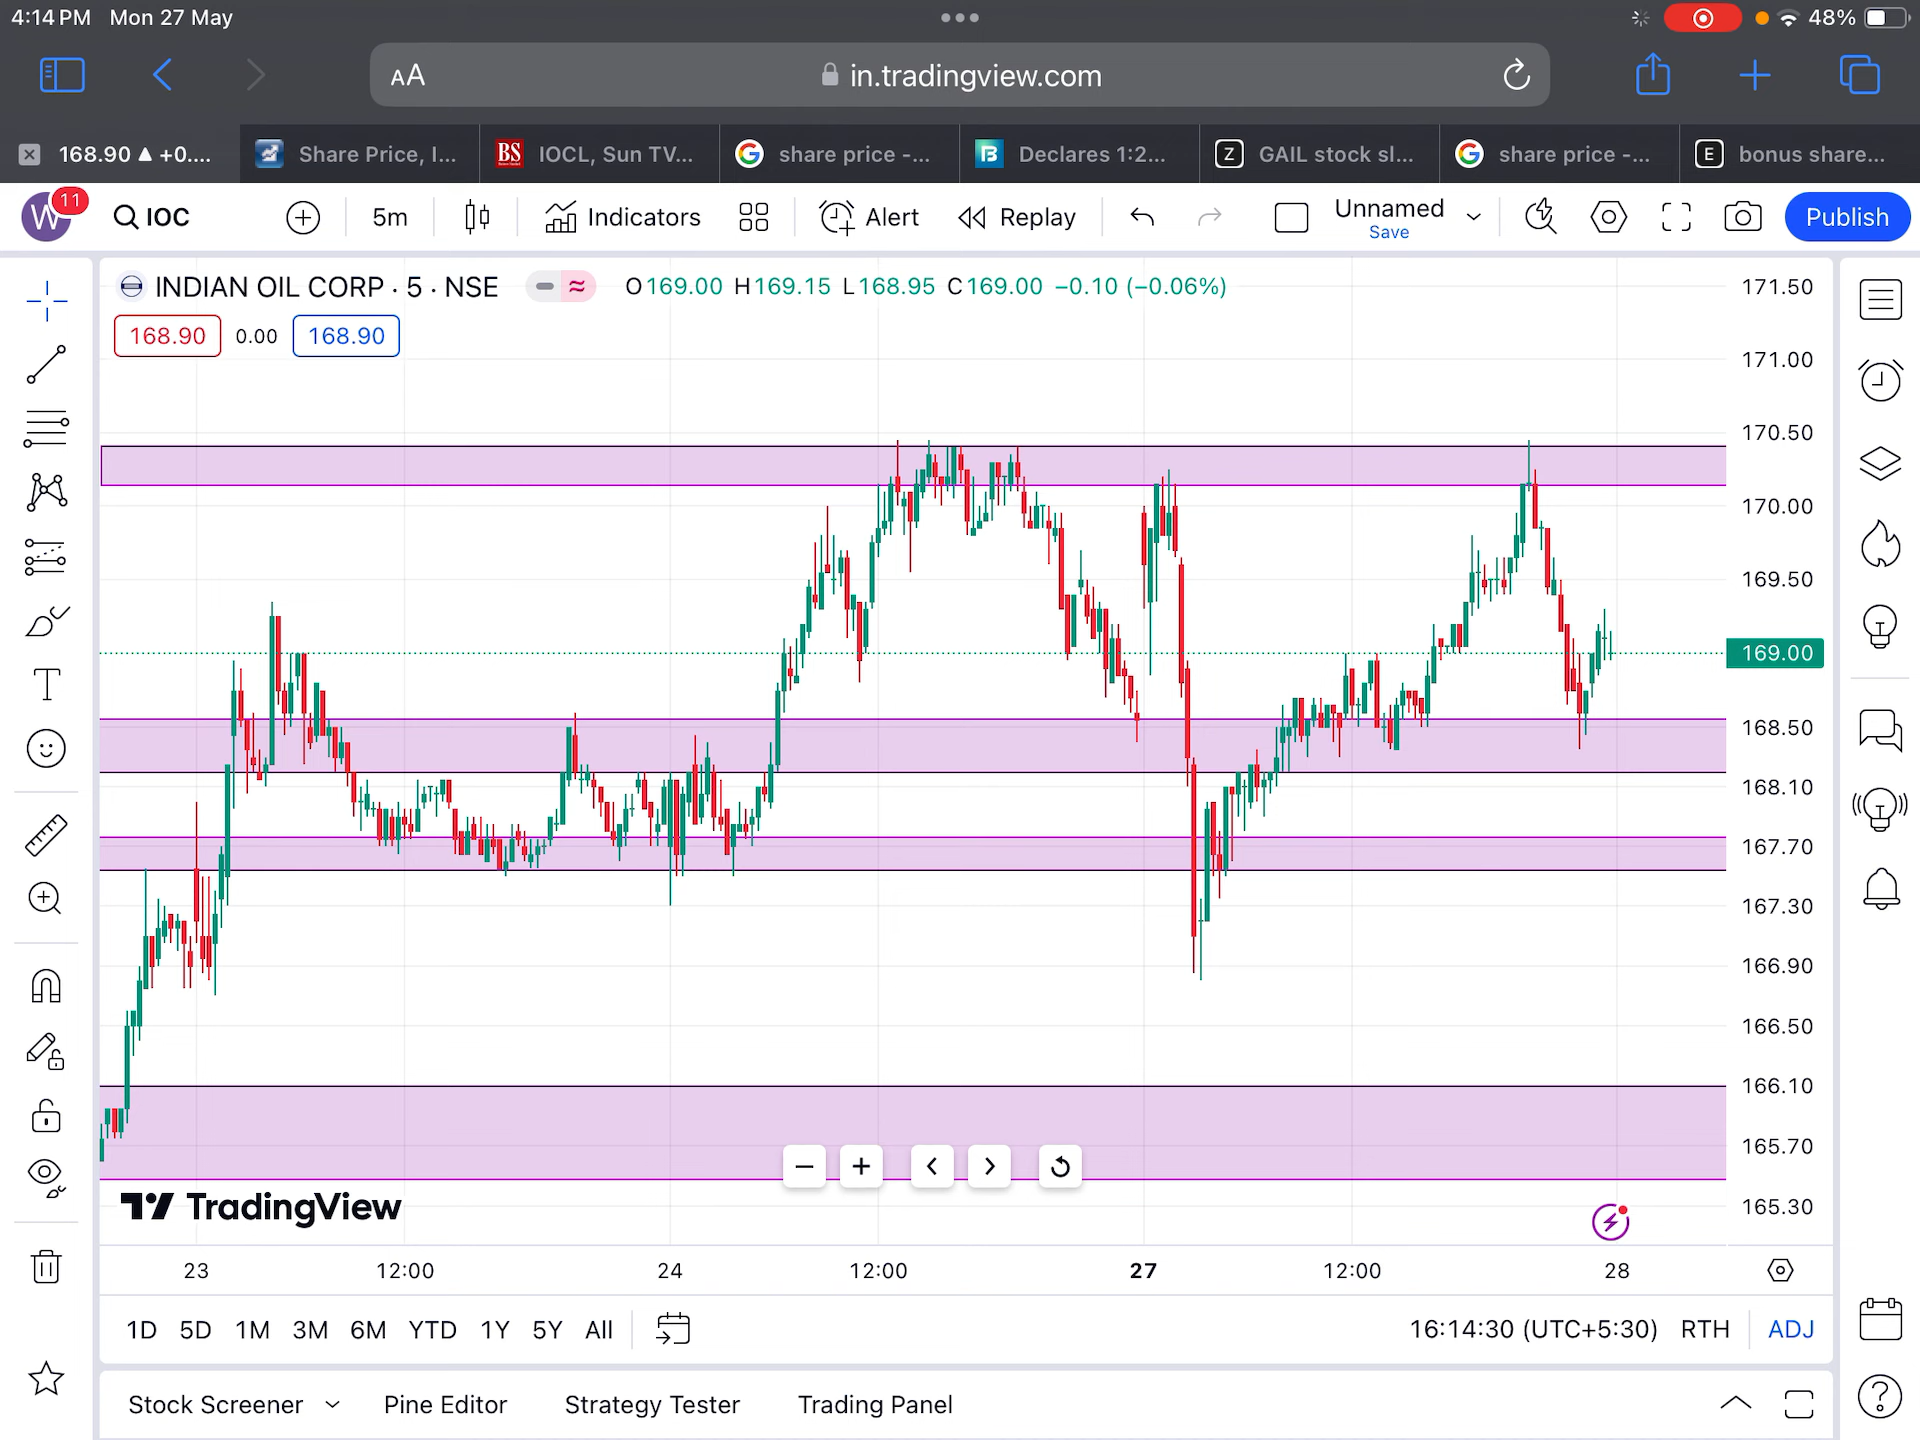 4:14 PM Mon 27 May 48%
AA in.tradingview.com
168.90 ▲ +0.... Share Price, I... BS IOCL, Sun TV... share price -... Declares 1:2... Z GAIL stock sl... share price -... E bonus share...
W 11 IOC 5m Indicators Alert Replay Unnamed Save Publish
INDIAN OIL CORP · 5 · NSE O169.00 H169.15 L168.95 C169.00 −0.10 (−0.06%)
168.90 0.00 168.90
171.50
171.00
170.50
170.00
169.50
169.00
168.50
168.10
167.70
167.30
166.90
166.50
166.10
165.70
TradingView
165.30
23 12:00 24 12:00 27 12:00 28
1D 5D 1M 3M 6M YTD 1Y 5Y All 16:14:30 (UTC+5:30) RTH ADJ
Stock Screener Pine Editor Strategy Tester Trading Panel